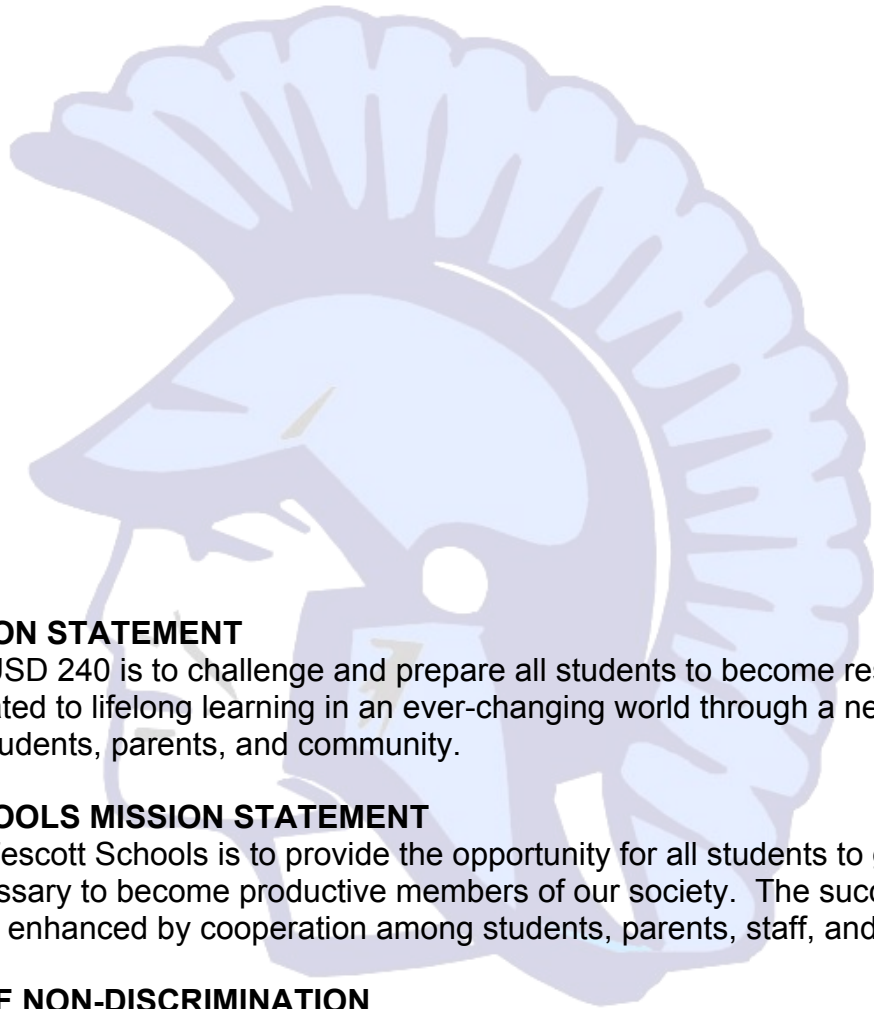 ON STATEMENT
USD 240 is to challenge and prepare all students to become res
ated to lifelong learning in an ever-changing world through a ne
tudents, parents, and community.
OOLS MISSION STATEMENT
escott Schools is to provide the opportunity for all students to g
ssary to become productive members of our society. The succ
enhanced by cooperation among students, parents, staff, and
F NON-DISCRIMINATION